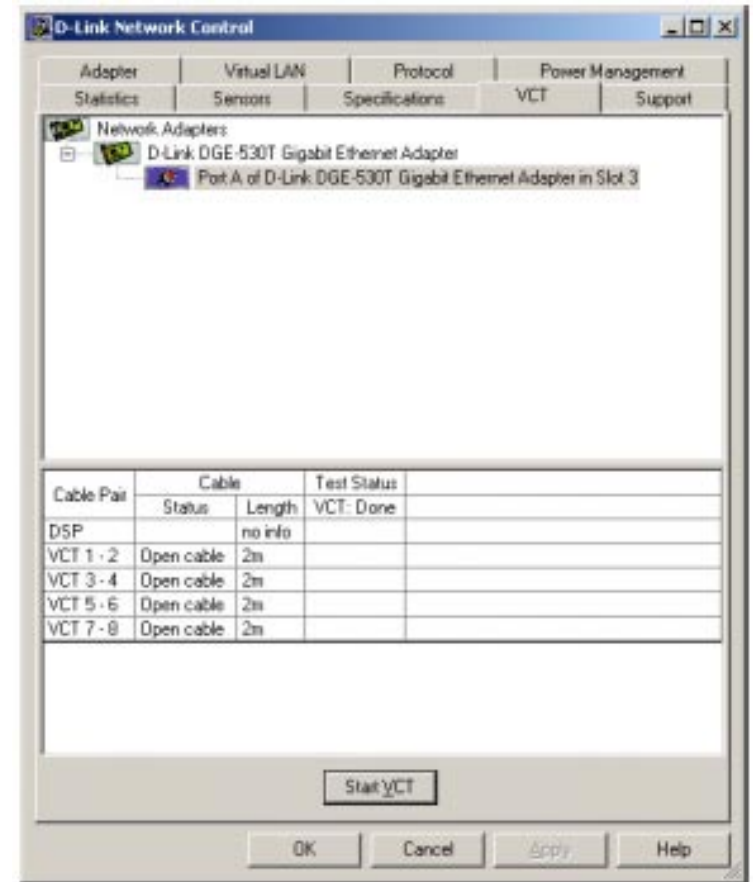 D-Link Network Control
Adapter Virtual LAN Protocol Power Management
Statistics Sensors Specifications VCT Support
Network Adapters
D-Link DGE-530T Gigabit Ethernet Adapter
Port A of D-Link DGE-530T Gigabit Ethernet Adapter in Slot 3
Cable Pair Cable Test Status
Status Length VCT: Done
DSP no info
VCT 1 - 2 Open cable 2m
VCT 3 - 4 Open cable 2m
VCT 5 - 6 Open cable 2m
VCT 7 - 8 Open cable 2m
Start VCT
OK Cancel Apply Help